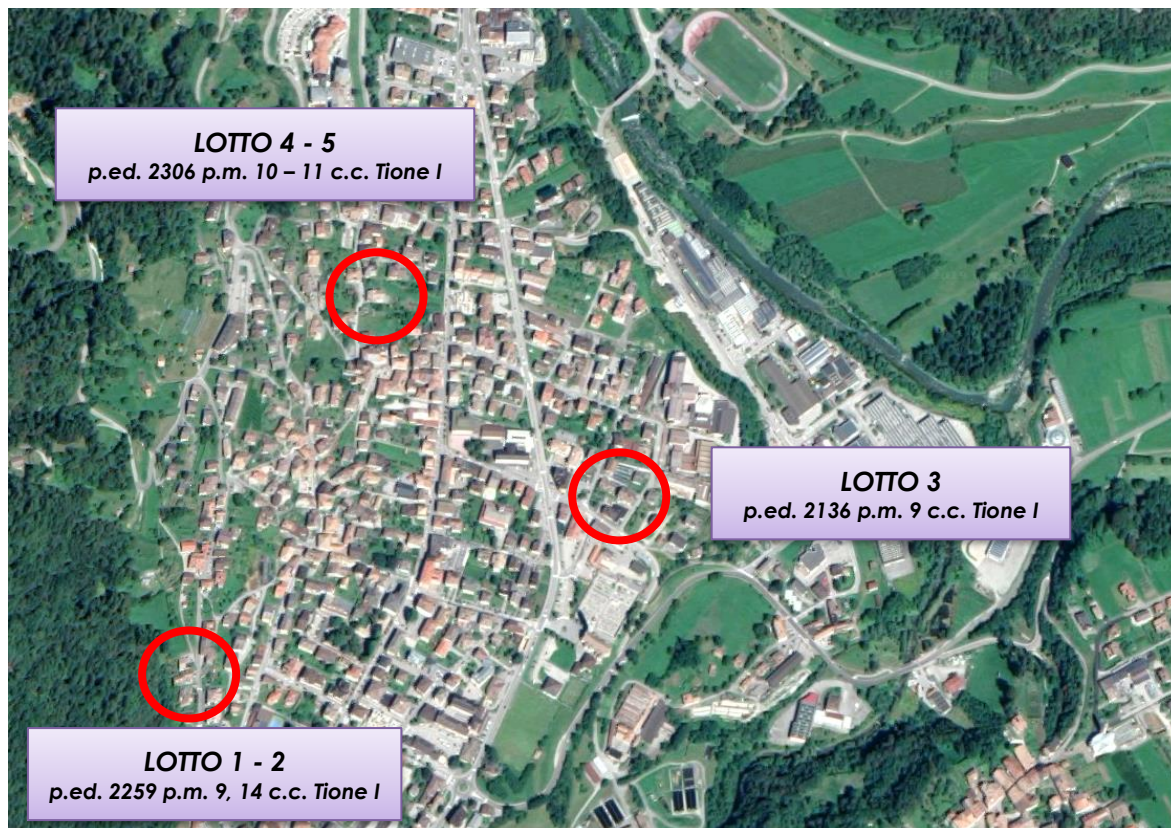 LOTTO 4 - 5
p.ed. 2306 p.m. 10 – 11 c.c. Tione I
LOTTO 3
p.ed. 2136 p.m. 9 c.c. Tione I
LOTTO 1 - 2
p.ed. 2259 p.m. 9, 14 c.c. Tione I